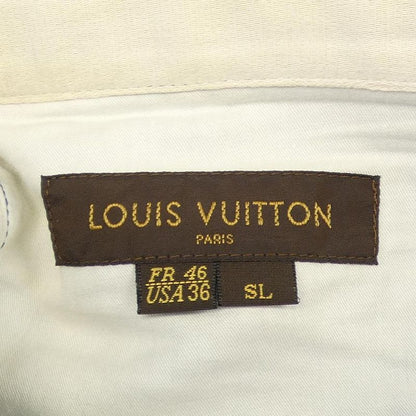 LOUIS VUITTON
PARIS
FR 46
USA 36
SL